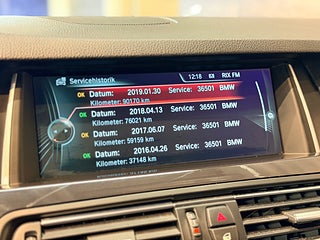 Servicehistorik 12:18 RIX FM
OK Datum: 2019.01.30 Service: 36501 BMW
Kilometer: 90170 km
OK Datum: 2018.04.13 Service: 36501 BMW
Kilometer: 76021 km
OK Datum: 2017.06.07 Service: 36501 BMW
Kilometer: 59159 km
OK Datum: 2016.04.26 Service: 36501 BMW
Kilometer: 37148 km